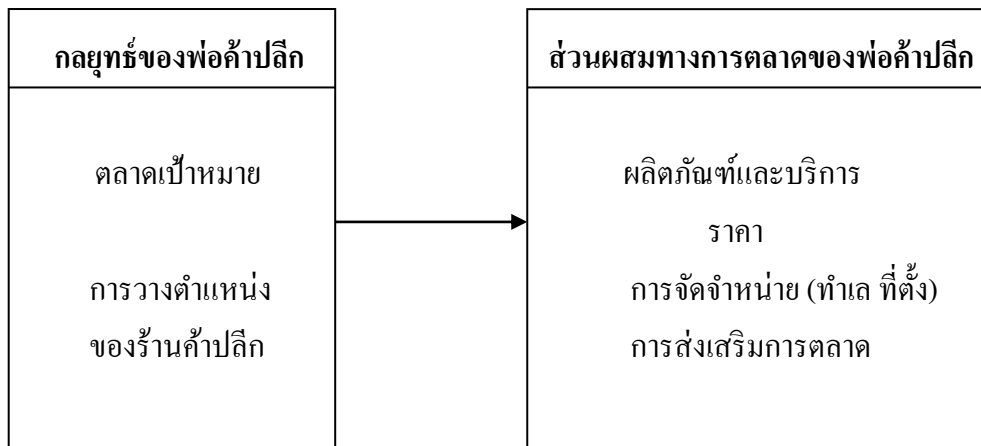 กลยุทธ์ของพ่อค้าปลีก
ตลาดเป้าหมาย
การวางตำแหน่ง
ของร้านค้าปลีก
ส่วนผสมทางการตลาดของพ่อค้าปลีก
ผลิตภัณฑ์และบริการ
ราคา
การจัดจำหน่าย (ทำเล ที่ตั้ง)
การส่งเสริมการตลาด